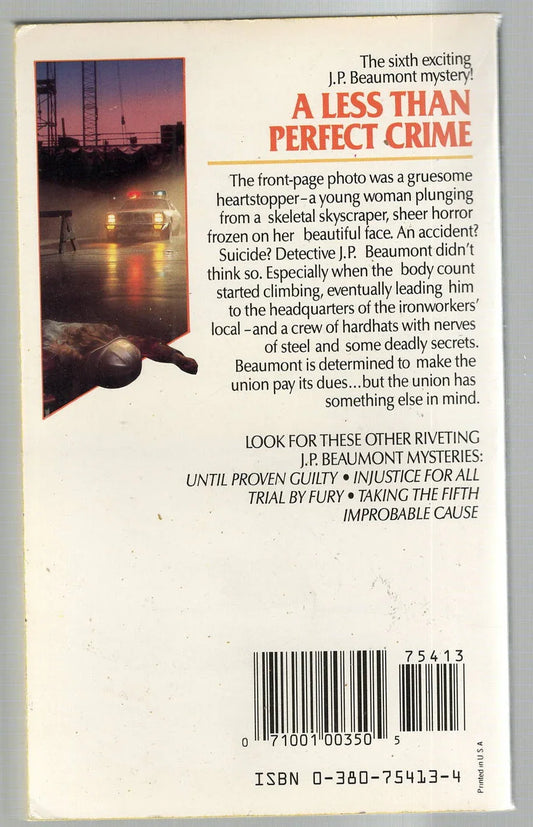 The sixth exciting
J.P. Beaumont mystery!
A LESS THAN
PERFECT CRIME
The front-page photo was a gruesome
heartstopper–a young woman plunging
from a skeletal skyscraper, sheer horror
frozen on her beautiful face. An accident?
Suicide? Detective J.P. Beaumont didn't
think so. Especially when the body count
started climbing, eventually leading him
to the headquarters of the ironworkers'
local –and a crew of hardhats with nerves
of steel and some deadly secrets.
Beaumont is determined to make the
union pay its dues...but the union has
something else in mind.
LOOK FOR THESE OTHER RIVETING
J.P. BEAUMONT MYSTERIES:
UNTIL PROVEN GUILTY • INJUSTICE FOR ALL
TRIAL BY FURY • TAKING THE FIFTH
IMPROBABLE CAUSE
75413
0 71001 00350 5
ISBN 0-380-75413-4
Printed in U S A